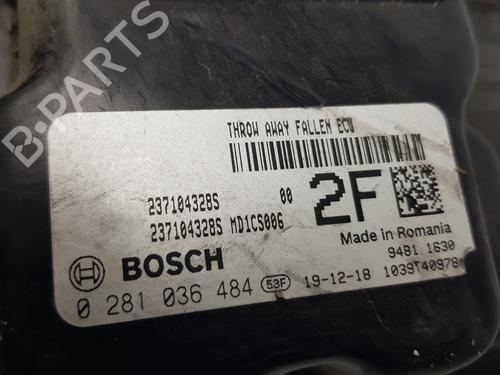 B-PARTS
THROW AWAY FALLEN ECU
237104328S 00
237104328S MD1CS006
2F
Made in Romania
9481 1630
BOSCH
0 281 036 484 53F 19-12-18 1039T40978